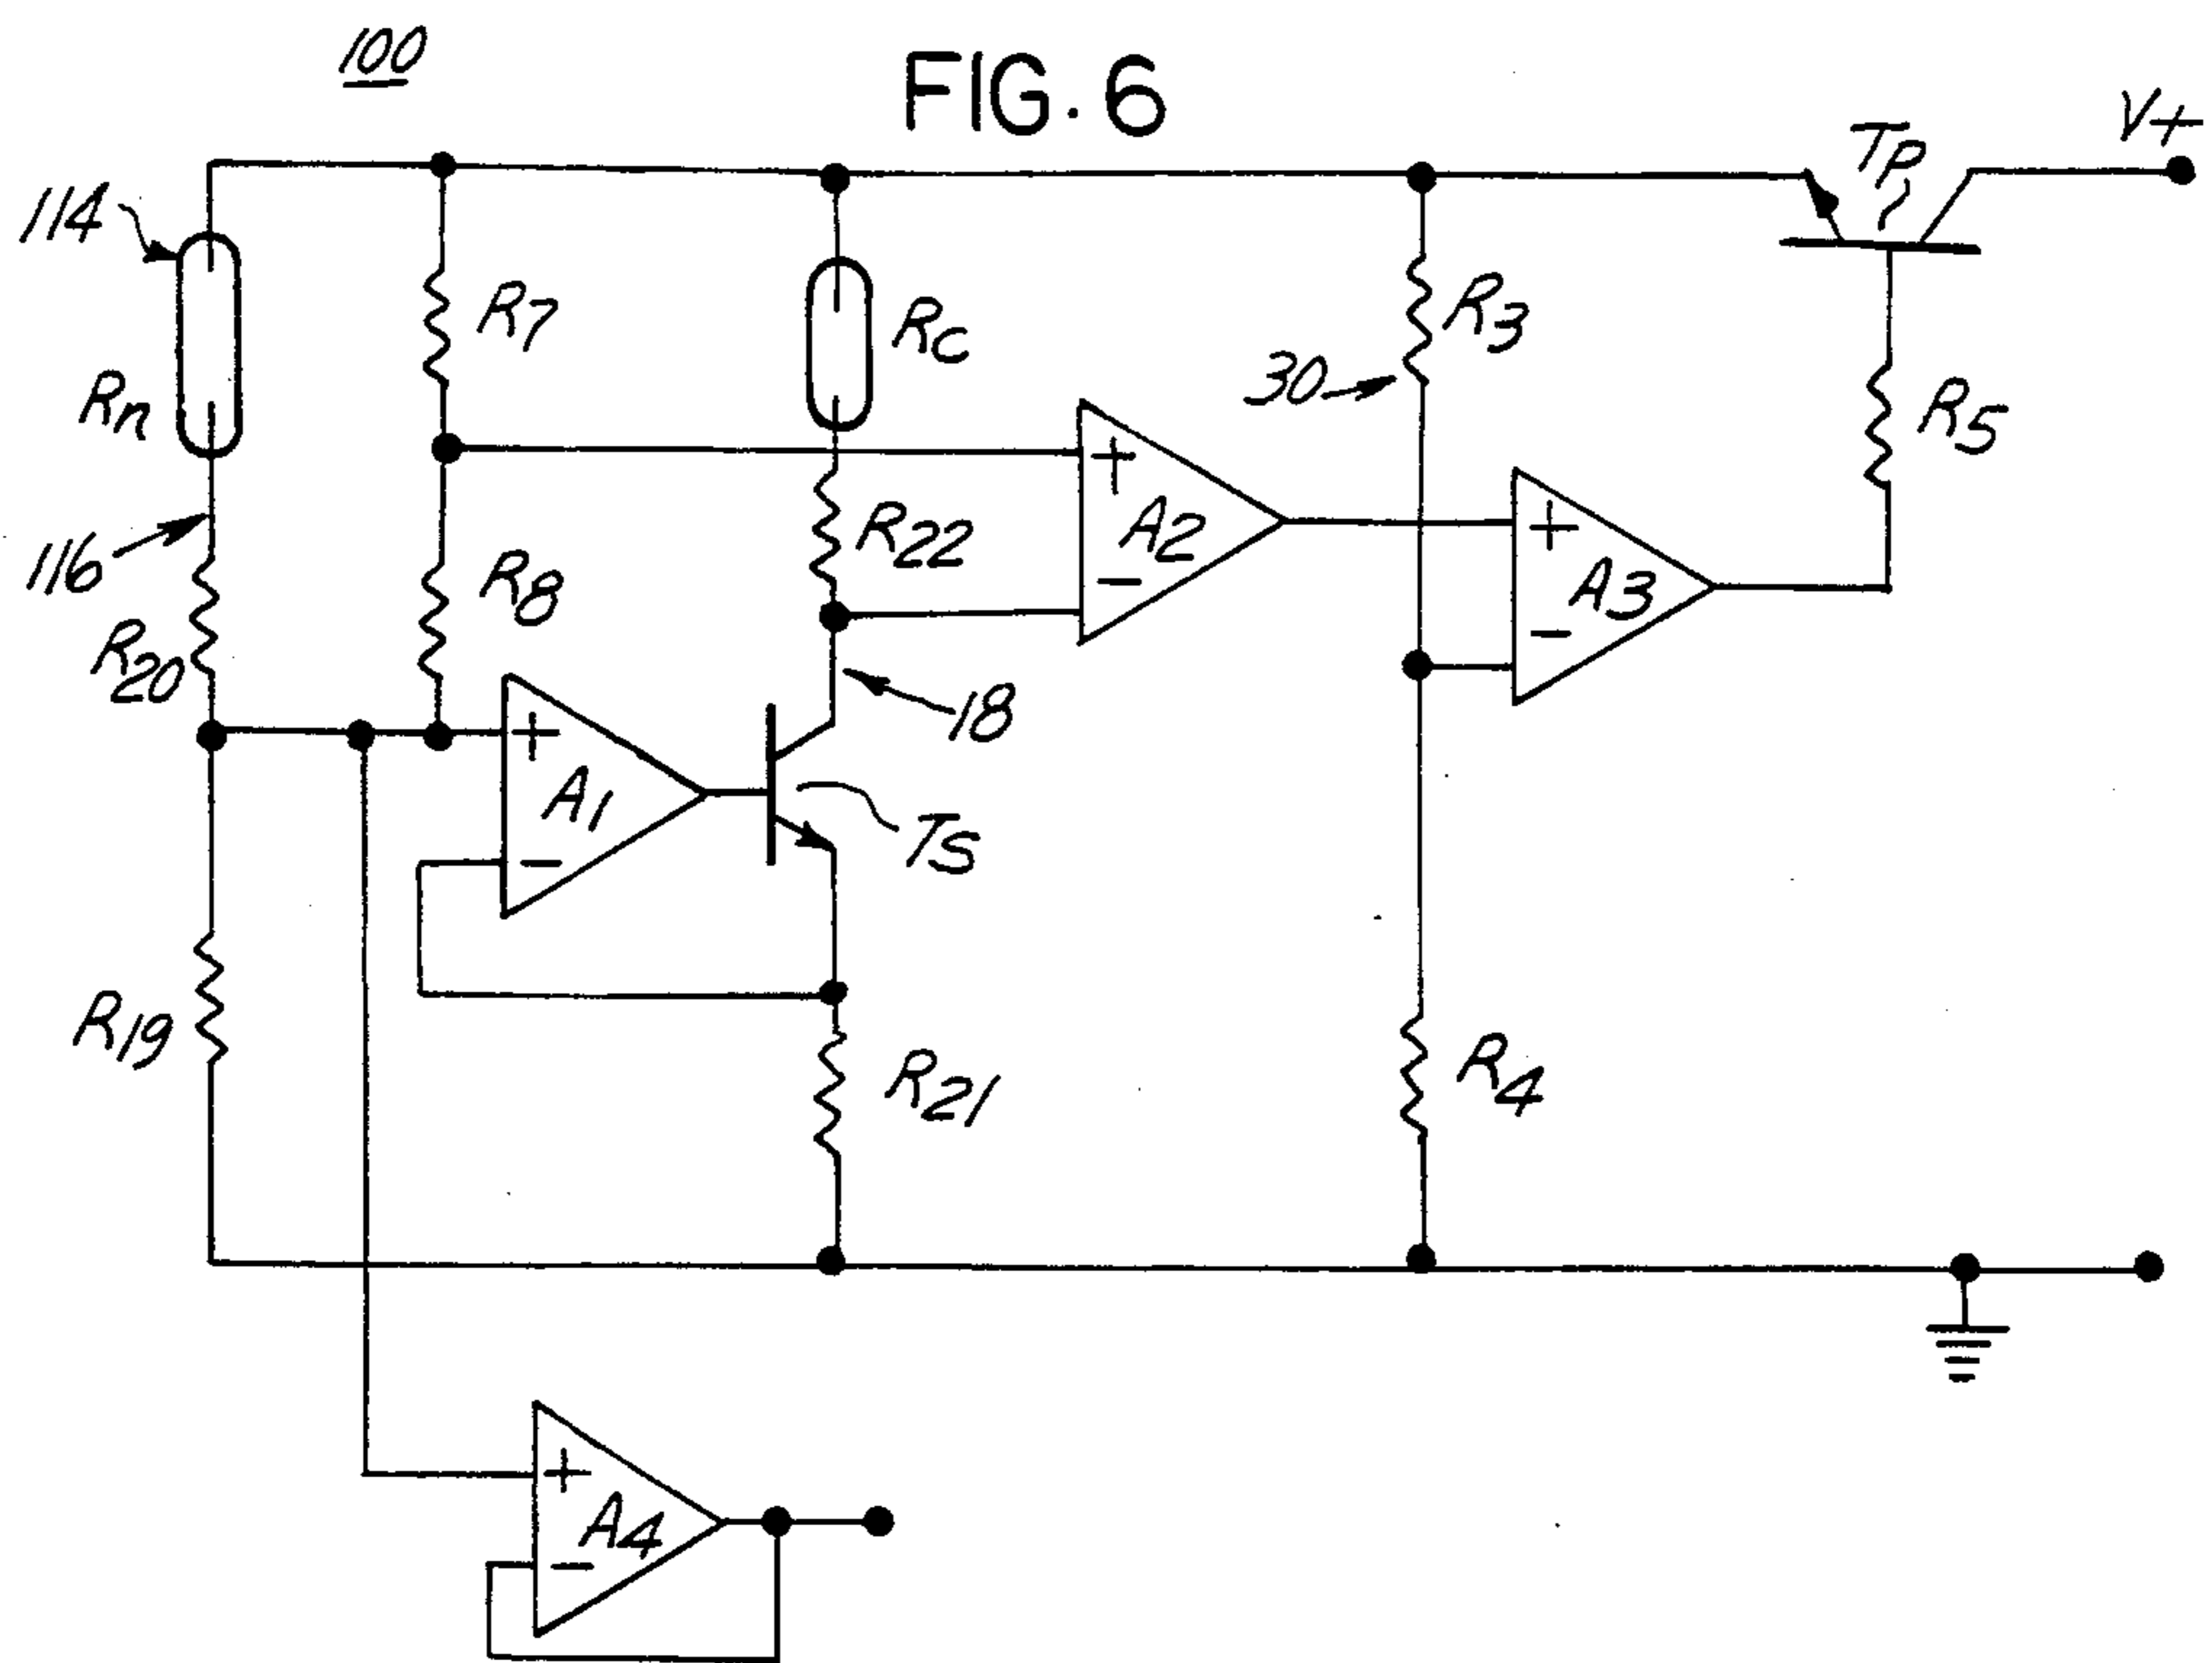 100
FIG. 6
V+
TP
114
R7
RC
R3
30
Rn
R5
+
A2
−
R22
+
A3
−
116
R8
R20
18
+
A1
−
TS
R19
R21
R4
+
A4
−